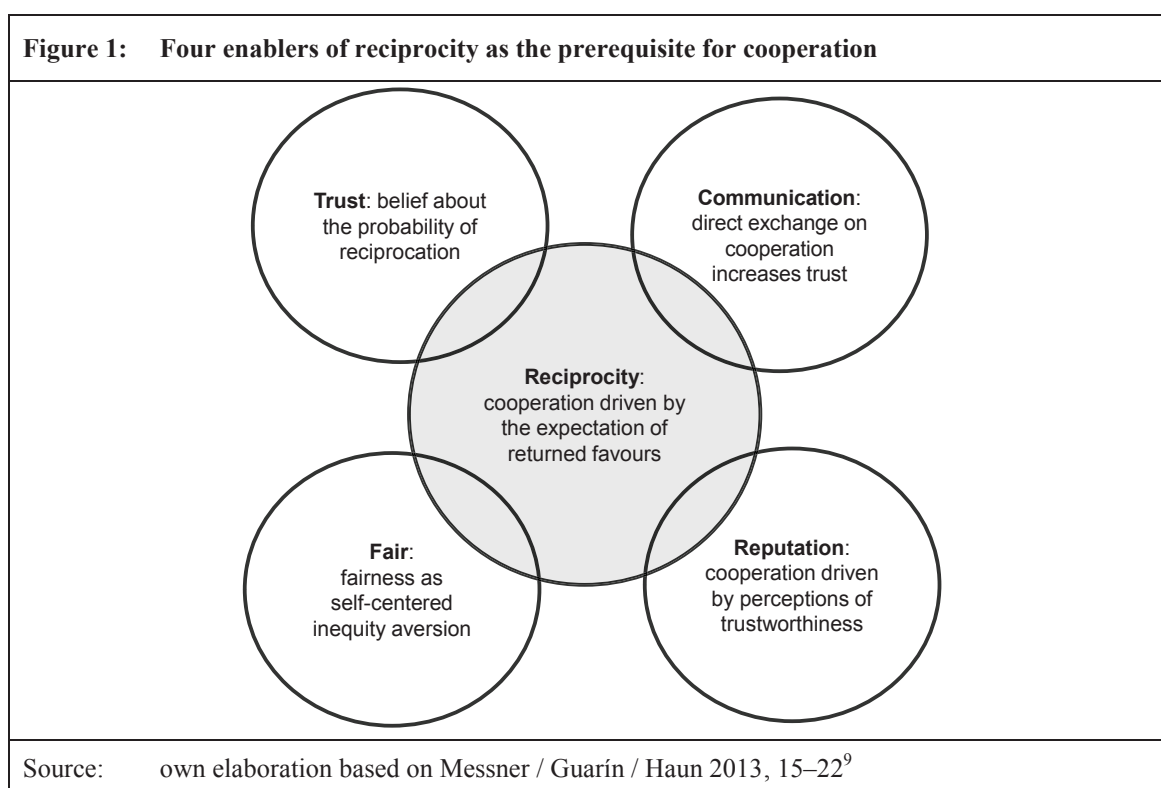 Figure 1: Four enablers of reciprocity as the prerequisite for cooperation
Trust: belief about
the probability of
reciprocation
Communication:
direct exchange on
cooperation
increases trust
Reciprocity:
cooperation driven by
the expectation of
returned favours
Fair:
fairness as
self-centered
inequity aversion
Reputation:
cooperation driven
by perceptions of
trustworthiness
Source: own elaboration based on Messner / Guarín / Haun 2013, 15–22⁹